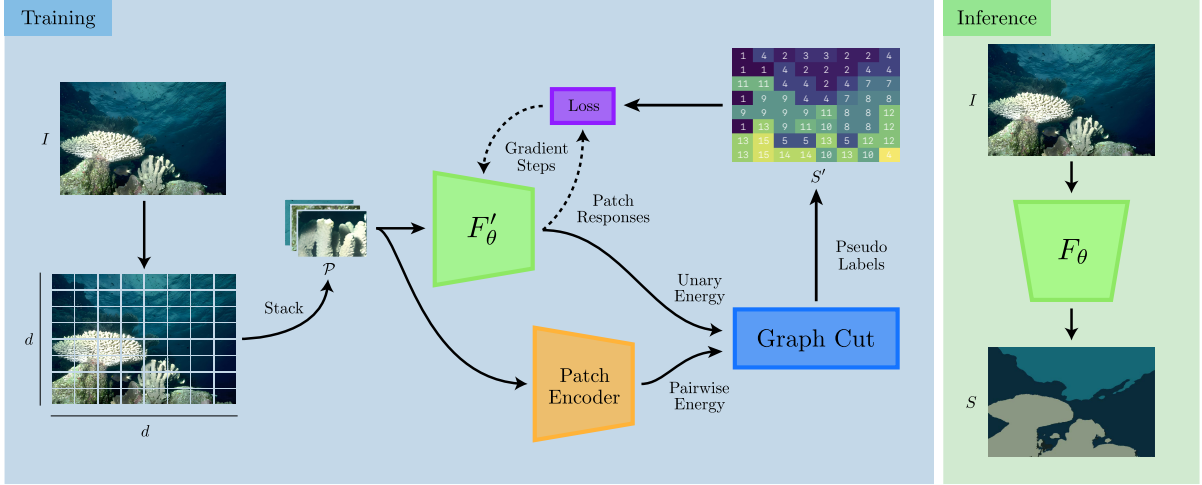 Training
I
d
d
Stack
𝒫
F′θ
Gradient
Steps
Loss
Patch
Responses
Patch
Encoder
Unary
Energy
Pairwise
Energy
Graph Cut
Pseudo
Labels
S′
1 4 2 3 3 2 2 4
1 1 4 2 2 2 4 4
11 11 4 4 2 4 7 7
1 9 9 4 4 7 8 8
9 9 9 9 11 8 8 12
1 13 9 11 10 8 8 12
13 15 5 5 13 5 12 12
13 15 14 14 10 13 10 4
Inference
I
Fθ
S